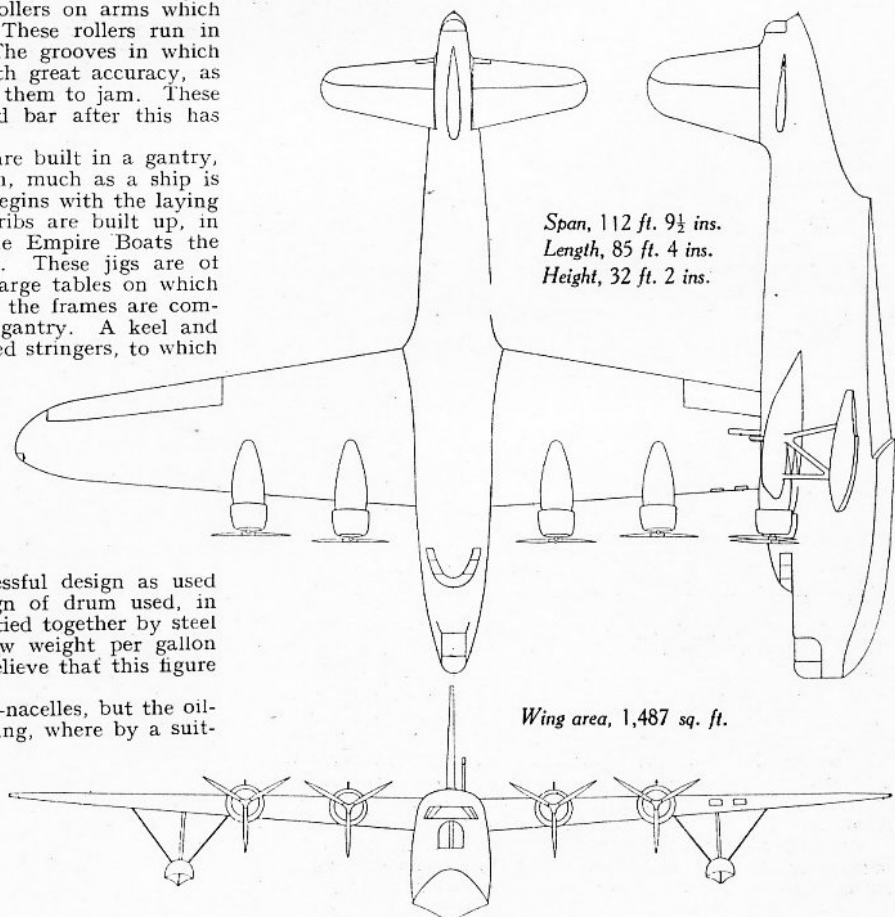 ollers on arms which
These rollers run in
The grooves in which
th great accuracy, as
them to jam. These
d bar after this has
are built in a gantry,
n, much as a ship is
egins with the laying
ribs are built up, in
e Empire Boats the
. These jigs are ot
arge tables on which
the frames are com-
gantry. A keel and
ed stringers, to which
Span, 112 ft. 9½ ins.
Length, 85 ft. 4 ins.
Height, 32 ft. 2 ins.
essful design as used
gn of drum used, in
tied together by steel
ow weight per gallon
elieve that this figure
-nacelles, but the oil-
ing, where by a suit-
Wing area, 1,487 sq. ft.